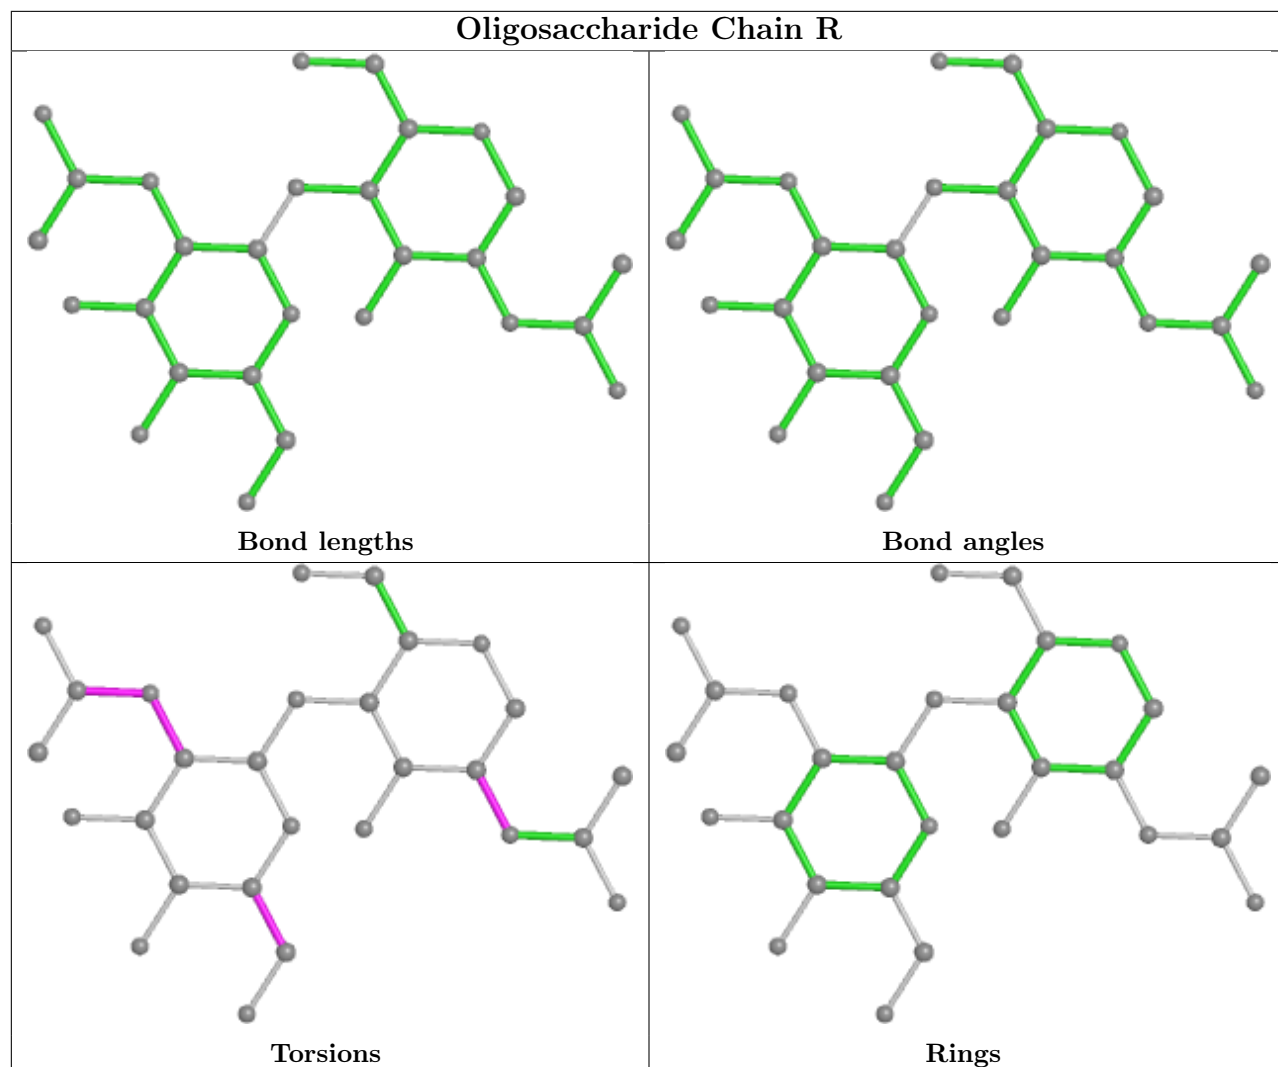 Oligosaccharide Chain R
Bond lengths
Bond angles
Torsions
Rings